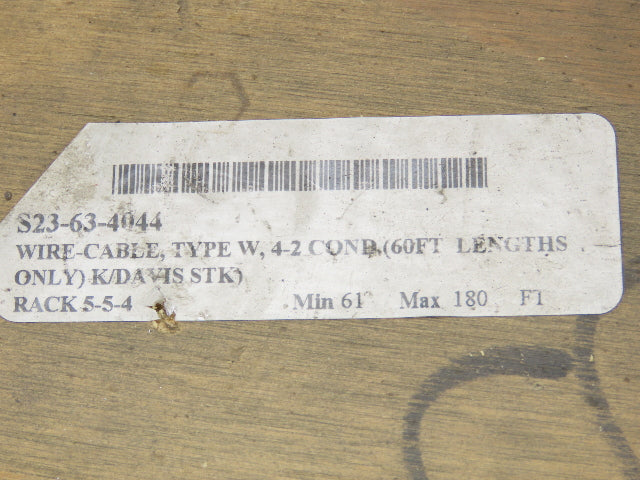 S23-63-4044
WIRE-CABLE, TYPE W, 4-2 COND.(60FT LENGTHS
ONLY) K/DAVIS STK)
RACK 5-5-4 Min 61 Max 180 FT